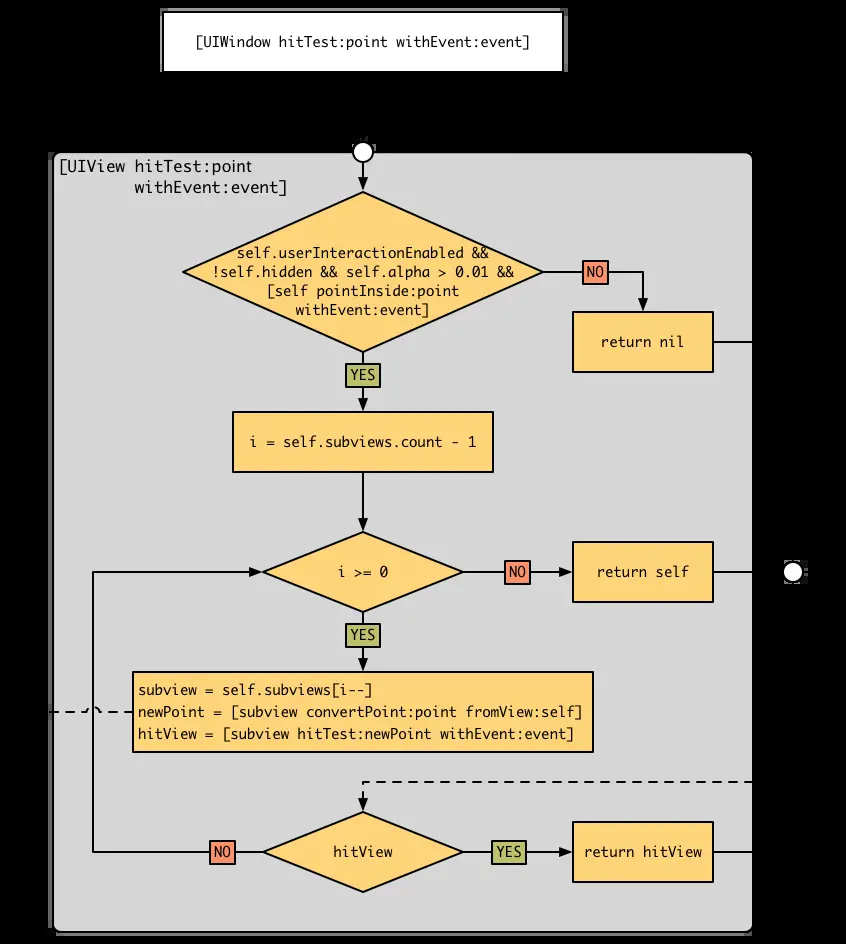 [UIWindow hitTest:point withEvent:event]
[UIView hitTest:point
withEvent:event]
self.userInteractionEnabled &&
!self.hidden && self.alpha > 0.01 &&
[self pointInside:point
withEvent:event]
NO
return nil
YES
i = self.subviews.count - 1
i >= 0
NO
return self
YES
subview = self.subviews[i--]
newPoint = [subview convertPoint:point fromView:self]
hitView = [subview hitTest:newPoint withEvent:event]
NO
hitView
YES
return hitView